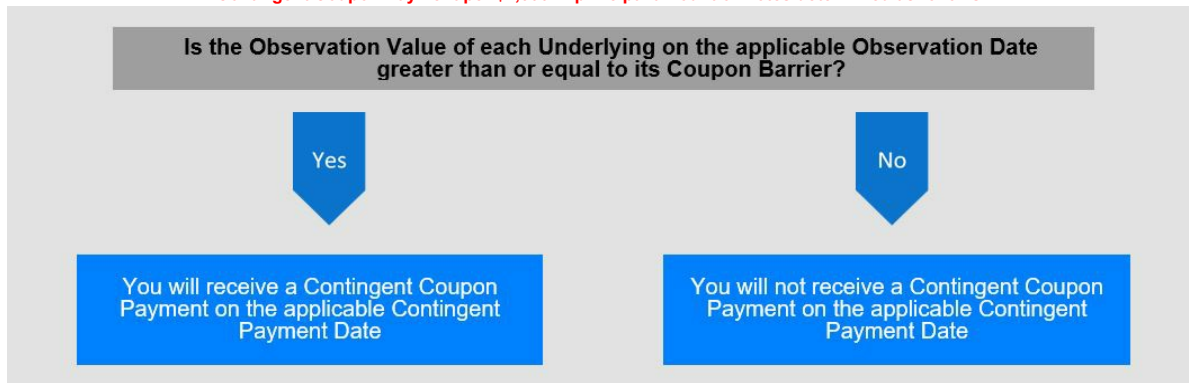 Is the Observation Value of each Underlying on the applicable Observation Date
greater than or equal to its Coupon Barrier?
Yes
No
You will receive a Contingent Coupon
Payment on the applicable Contingent
Payment Date
You will not receive a Contingent Coupon
Payment on the applicable Contingent
Payment Date